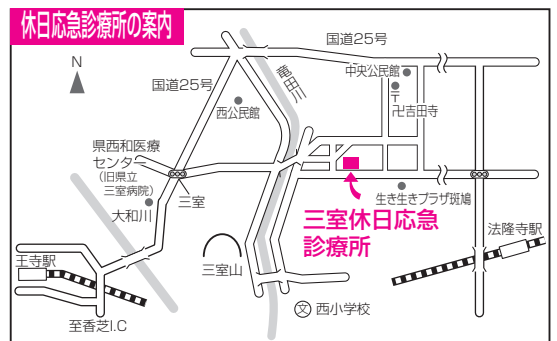 休日応急診療所の案内
国道25号
N
国道25号
竜田川
中央公民館
〒
卍吉田寺
西公民館
県西和医療
センター
(旧県立
三室病院)
三室
大和川
生き生きプラザ斑鳩
三室休日応急
診療所
法隆寺駅
王寺駅
三室山
文 西小学校
至香芝I.C